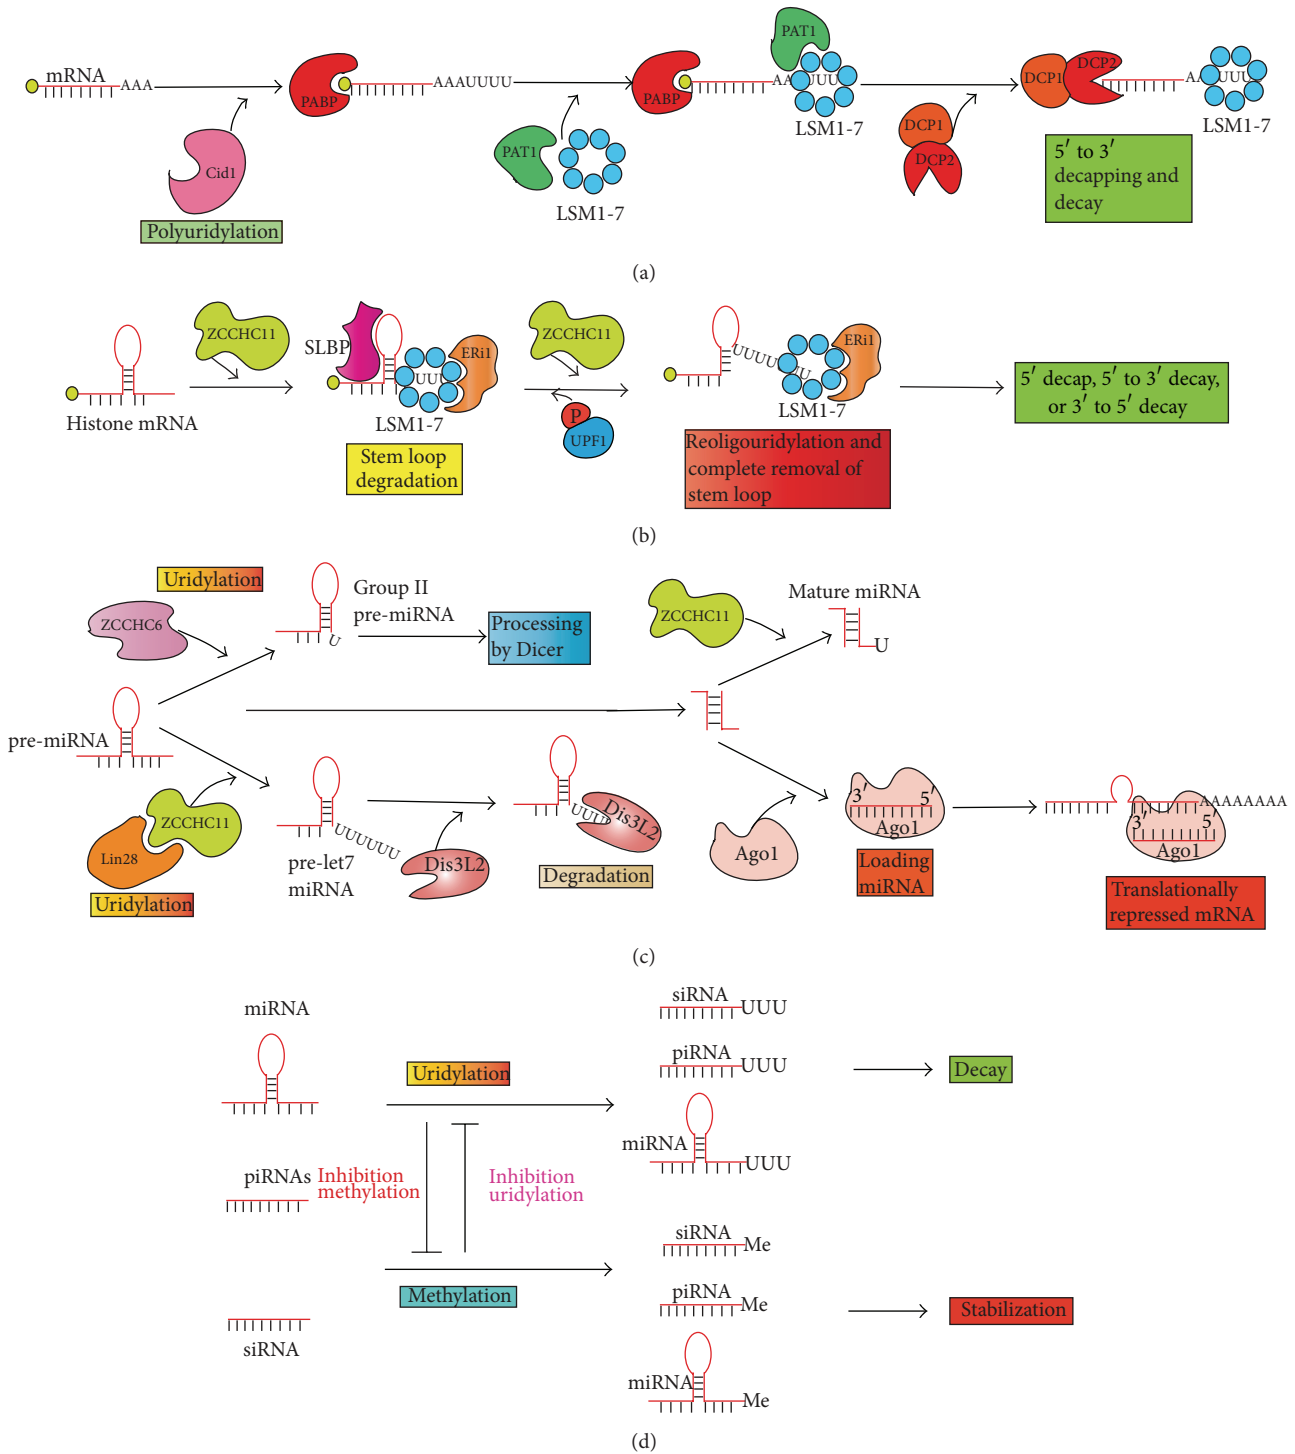 mRNA
AAA
Cid1
Polyuridylation
PABP
AAAUUUU
PAT1
LSM1-7
PABP
PAT1
AAUUUU
LSM1-7
DCP1
DCP2
DCP1
DCP2
AAUUUU
LSM1-7
5′ to 3′
decapping and
decay
(a)
Histone mRNA
ZCCHC11
SLBP
UUU
ERi1
LSM1-7
Stem loop
degradation
ZCCHC11
P
UPF1
UUUUUUU
ERi1
LSM1-7
Reoligouridylation and
complete removal of
stem loop
5′ decap, 5′ to 3′ decay,
or 3′ to 5′ decay
(b)
Uridylation
ZCCHC6
pre-miRNA
Lin28
ZCCHC11
Uridylation
U
Group II
pre-miRNA
Processing
by Dicer
UUUUUU
pre-let7
miRNA
Dis3L2
UUU
Dis3L2
Degradation
ZCCHC11
Mature miRNA
U
Ago1
3′
5′
Ago1
Loading
miRNA
AAAAAAAA
3′
5′
Ago1
Translationally
repressed mRNA
(c)
miRNA
piRNAs
siRNA
Uridylation
Inhibition
methylation
Inhibition
uridylation
Methylation
siRNA
UUU
piRNA
UUU
miRNA
UUU
Decay
siRNA
Me
piRNA
Me
miRNA
Me
Stabilization
(d)